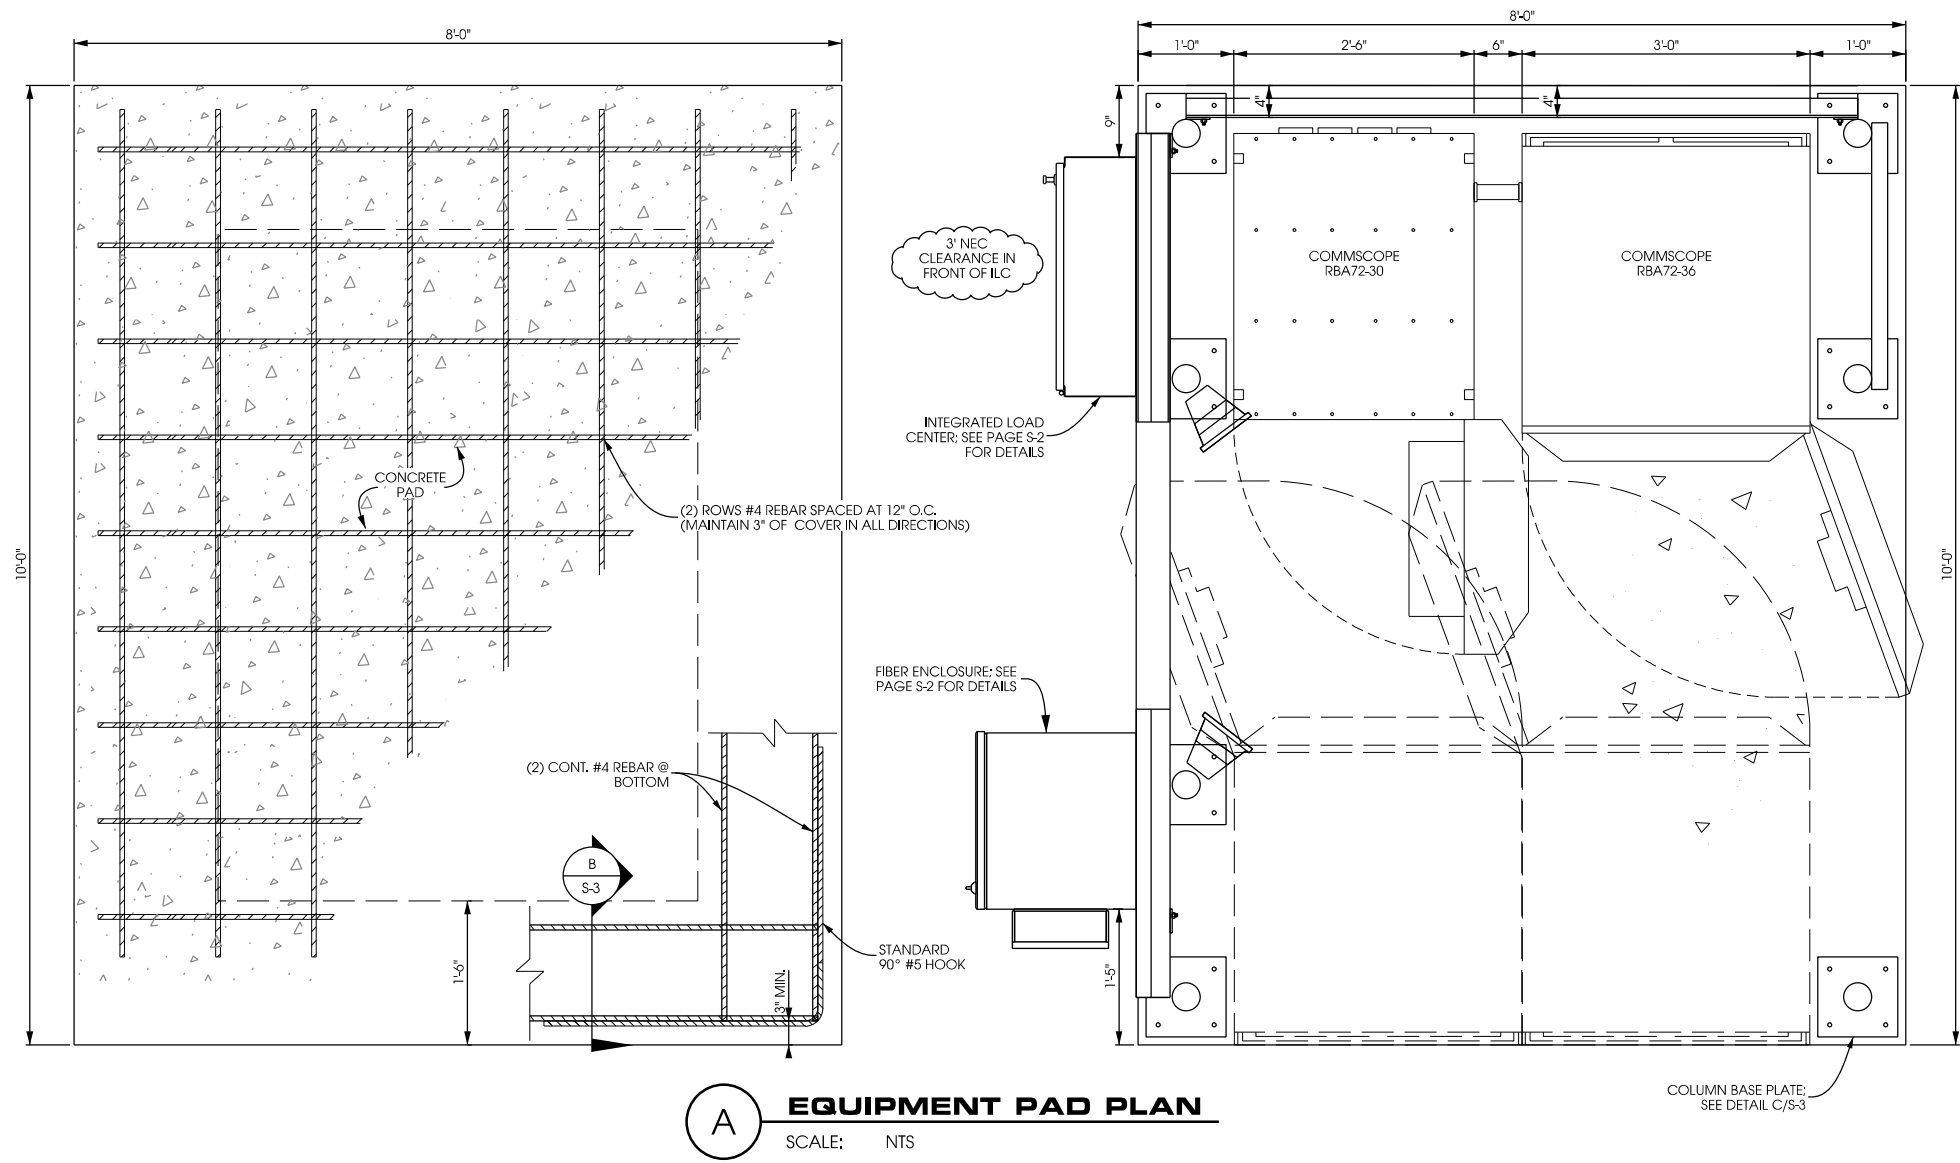 8'-0"
10'-0"
CONCRETE
PAD
(2) ROWS #4 REBAR SPACED AT 12" O.C.
(MAINTAIN 3" OF COVER IN ALL DIRECTIONS)
(2) CONT. #4 REBAR @
BOTTOM
B
S-3
1'-6"
3" MIN.
STANDARD
90° #5 HOOK
8'-0"
1'-0"
2'-6"
6"
3'-0"
1'-0"
4"
4"
9"
3' NEC
CLEARANCE IN
FRONT OF ILC
COMMSCOPE
RBA72-30
COMMSCOPE
RBA72-36
INTEGRATED LOAD
CENTER; SEE PAGE S-2
FOR DETAILS
10'-0"
FIBER ENCLOSURE; SEE
PAGE S-2 FOR DETAILS
1'-5"
COLUMN BASE PLATE;
SEE DETAIL C/S-3
A
EQUIPMENT PAD PLAN
SCALE: NTS